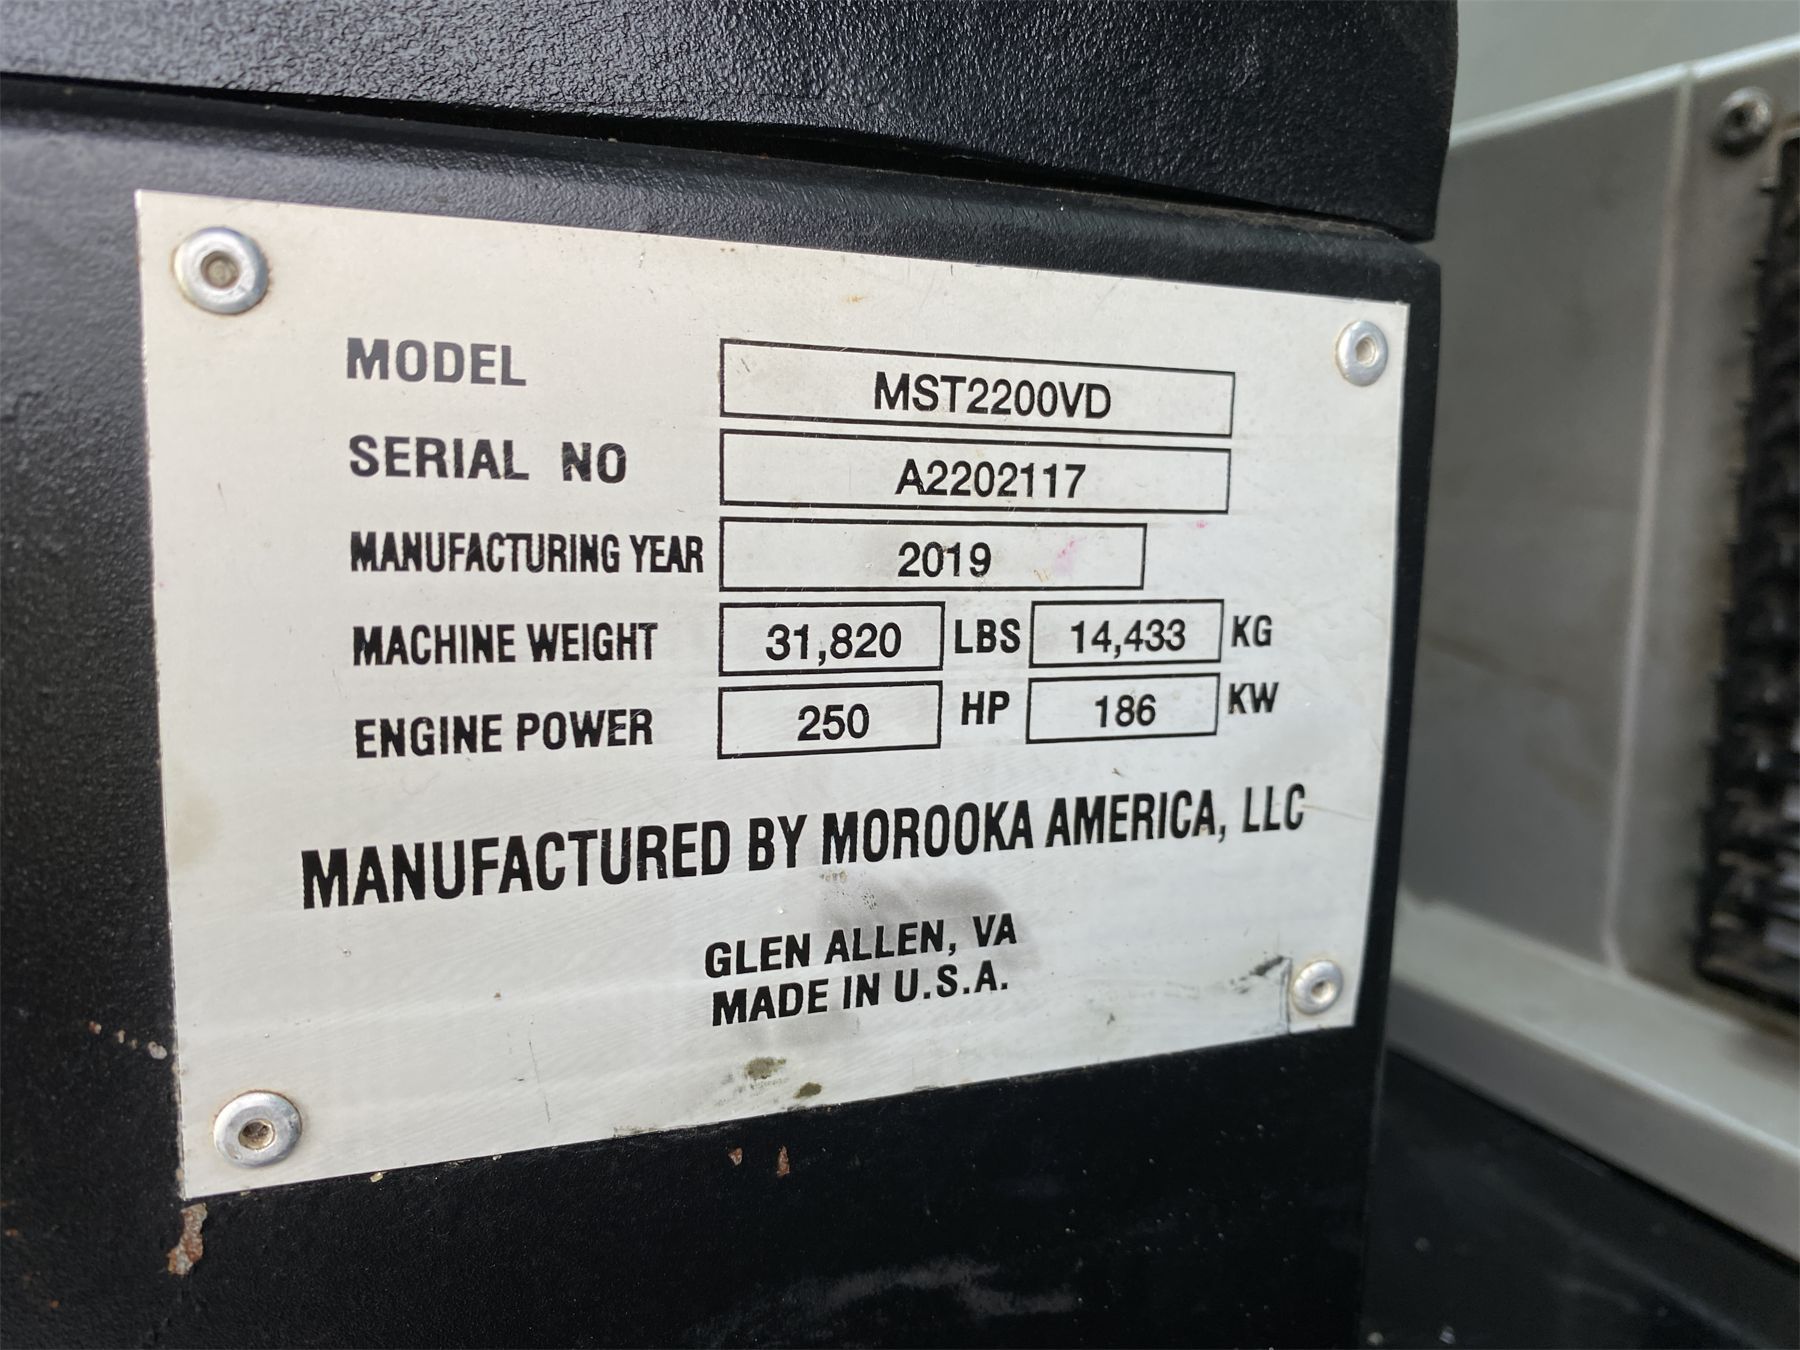 MODEL MST2200VD
SERIAL NO A2202117
MANUFACTURING YEAR 2019
MACHINE WEIGHT 31,820 LBS 14,433 KG
ENGINE POWER 250 HP 186 KW
MANUFACTURED BY MOROOKA AMERICA, LLC
GLEN ALLEN, VA
MADE IN U.S.A.